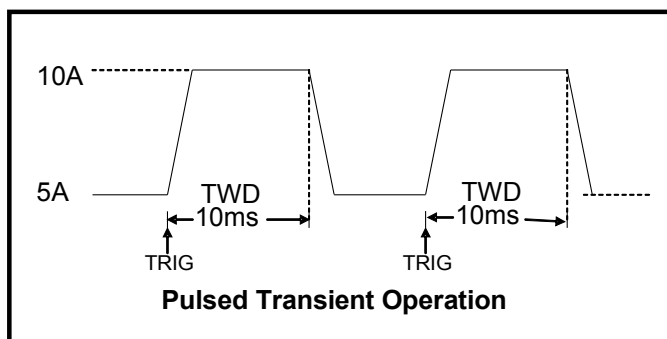 10A
5A
TWD
10ms
TWD
10ms
TRIG
TRIG
Pulsed Transient Operation